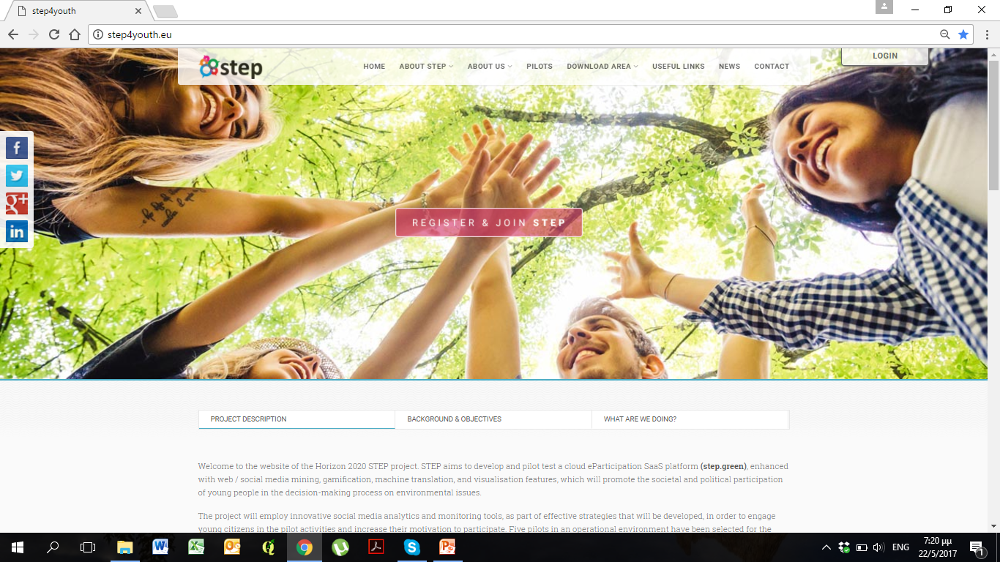 step4youth
step4youth.eu
LOGIN
step
HOME ABOUT STEP ABOUT US PILOTS DOWNLOAD AREA USEFUL LINKS NEWS CONTACT
f
g+
in
REGISTER & JOIN STEP
PROJECT DESCRIPTION BACKGROUND & OBJECTIVES WHAT ARE WE DOING?
Welcome to the website of the Horizon 2020 STEP project. STEP aims to develop and pilot test a cloud eParticipation SaaS platform (step.green), enhanced
with web / social media mining, gamification, machine translation, and visualisation features, which will promote the societal and political participation
of young people in the decision-making process on environmental issues.
The project will employ innovative social media analytics and monitoring tools, as part of effective strategies that will be developed, in order to engage
young citizens in the pilot activities and increase their motivation to participate. Five pilots in an operational environment have been selected for the
ENG
7:20 μμ
22/5/2017
1